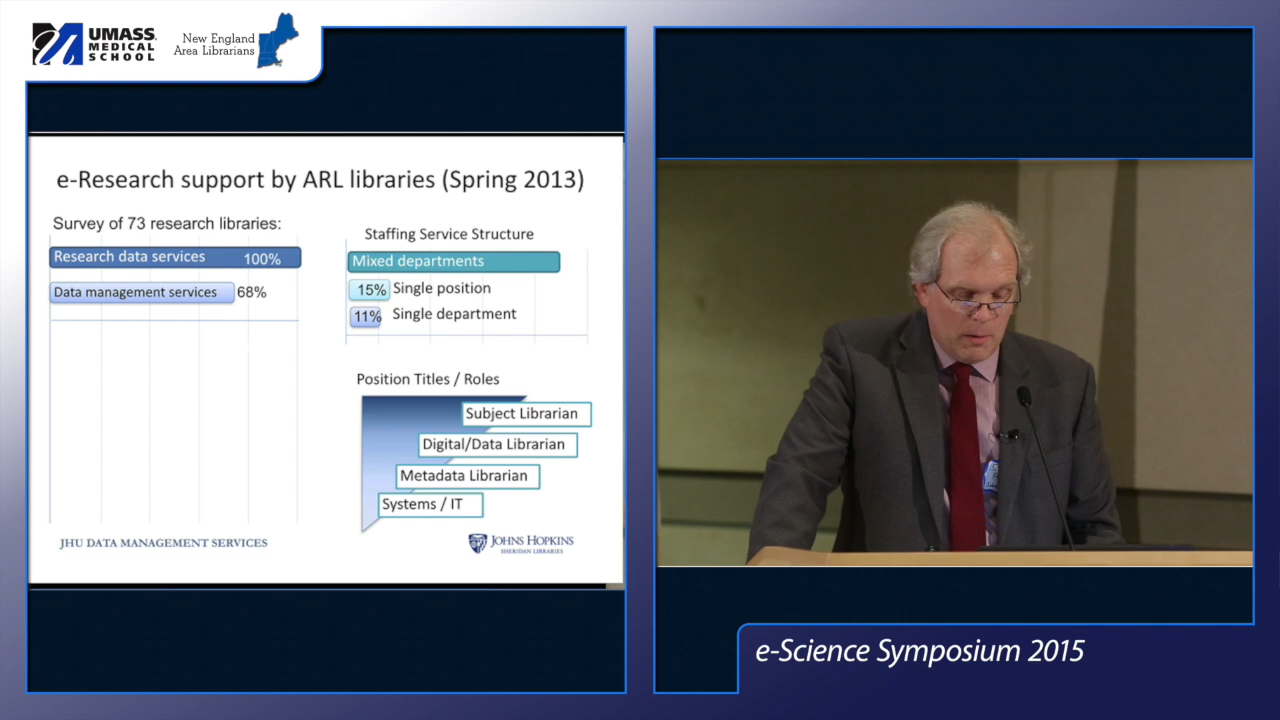 UMASS
MEDICAL
SCHOOL
New England
Area Librarians
e-Research support by ARL libraries (Spring 2013)
Survey of 73 research libraries:
Research data services 100%
Data management services 68%
Staffing Service Structure
Mixed departments
15% Single position
11% Single department
Position Titles / Roles
Subject Librarian
Digital/Data Librarian
Metadata Librarian
Systems / IT
JHU DATA MANAGEMENT SERVICES
JOHNS HOPKINS
SHERIDAN LIBRARIES
e-Science Symposium 2015